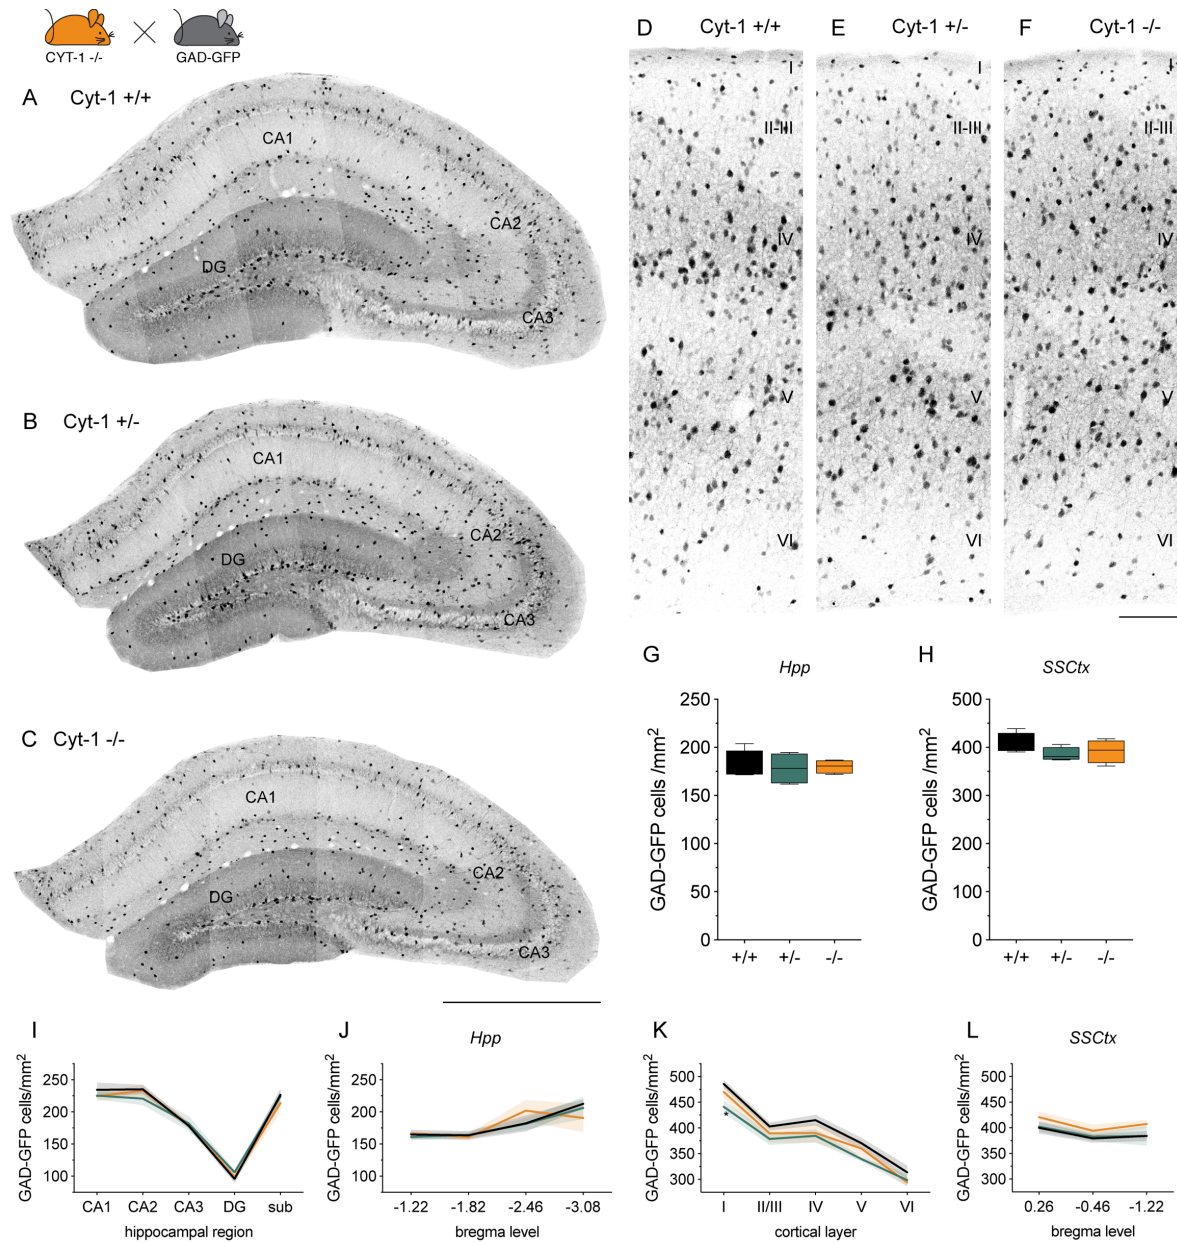 CYT-1 -/-
GAD-GFP
A Cyt-1 +/+
CA1
CA2
DG
CA3
B Cyt-1 +/-
CA1
CA2
DG
CA3
C Cyt-1 -/-
CA1
CA2
DG
CA3
D Cyt-1 +/+
I
II-III
IV
V
VI
E Cyt-1 +/-
I
II-III
IV
V
VI
F Cyt-1 -/-
I
II-III
IV
V
VI
G
Hpp
GAD-GFP cells /mm²
250
200
150
100
50
0
+/+ +/- -/-
H
SSCtx
GAD-GFP cells /mm²
500
400
300
200
100
0
+/+ +/- -/-
I
GAD-GFP cells/mm²
250
200
150
100
CA1 CA2 CA3 DG sub
hippocampal region
J
Hpp
GAD-GFP cells/mm²
250
200
150
100
-1.22 -1.82 -2.46 -3.08
bregma level
K
GAD-GFP cells/mm²
500
450
400
350
300
*
I II/III IV V VI
cortical layer
L
SSCtx
GAD-GFP cells/mm²
500
450
400
350
300
0.26 -0.46 -1.22
bregma level